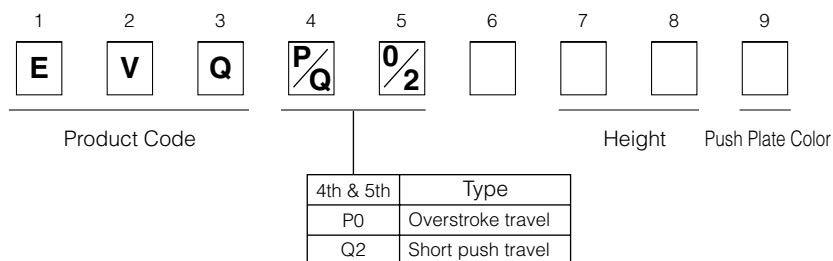 1 2 3 4 5 6 7 8 9
E V Q P/Q 0/2
Product Code Height Push Plate Color
4th & 5th Type
P0 Overstroke travel
Q2 Short push travel